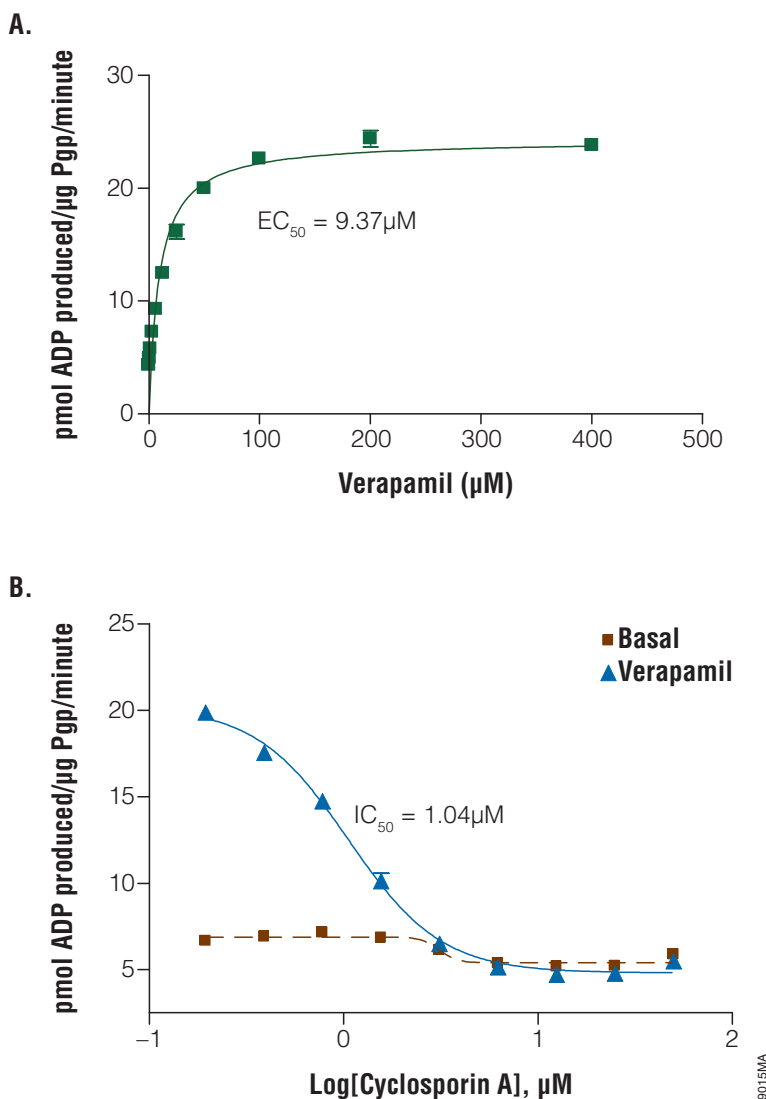 A.
pmol ADP produced/µg Pgp/minute
30
20
10
0
EC50 = 9.37µM
0 100 200 300 400 500
Verapamil (µM)
B.
pmol ADP produced/µg Pgp/minute
25
20
15
10
5
Basal
Verapamil
IC50 = 1.04µM
–1 0 1 2
Log[Cyclosporin A], µM
9015MA